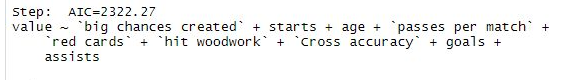 Step:  AIC=2322.27
value ~ `big chances created` + starts + age + `passes per match` +
    `red cards` + `hit woodwork` + `Cross accuracy` + goals +
    assists